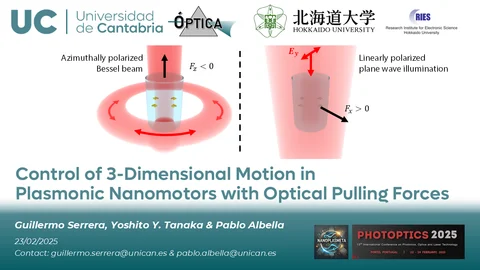 UC
Universidad
de Cantabria
ÓPTICA
北海道大学
HOKKAIDO UNIVERSITY
RIES
Research Institute for Electronic Science
Hokkaido University
Azimuthally polarized
Bessel beam
Fz < 0
Ey
Linearly polarized
plane wave illumination
Fx > 0
Control of 3-Dimensional Motion in
Plasmonic Nanomotors with Optical Pulling Forces
Guillermo Serrera, Yoshito Y. Tanaka & Pablo Albella
23/02/2025
Contact: guillermo.serrera@unican.es & pablo.albella@unican.es
NANOPLASMETA
PHOTOPTICS 2025